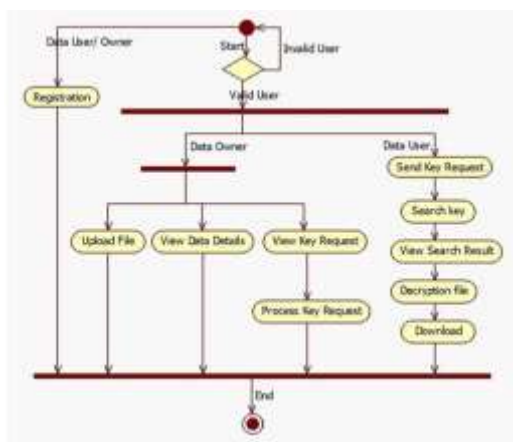 Data User/ Owner
Start
Invalid User
Registration
Valid User
Data Owner
Data User
Send Key Request
Upload File
View Data Details
View Key Request
Search key
View Search Result
Process Key Request
Decryption file
Download
End